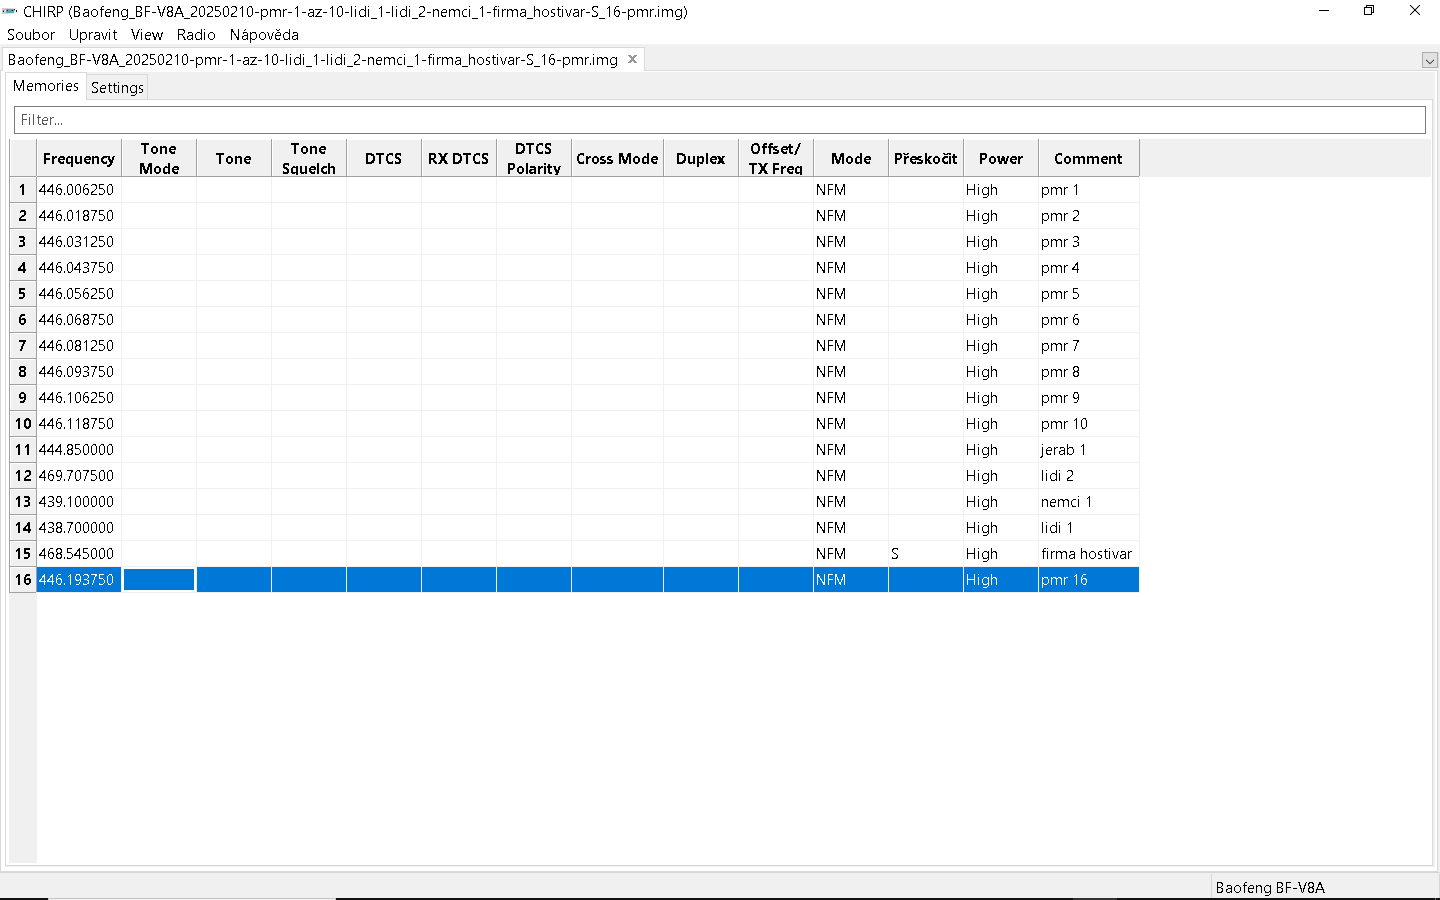 CHIRP (Baofeng_BF-V8A_20250210-pmr-1-az-10-lidi_1-lidi_2-nemci_1-firma_hostivar-S_16-pmr.img)
Soubor Upravit View Radio Nápověda
Baofeng_BF-V8A_20250210-pmr-1-az-10-lidi_1-lidi_2-nemci_1-firma_hostivar-S_16-pmr.img
Memories Settings
Filter...
Frequency Tone Mode Tone Tone Squelch DTCS RX DTCS DTCS Polarity Cross Mode Duplex Offset/ TX Freq Mode Přeskočit Power Comment
1 446.006250 NFM High pmr 1
2 446.018750 NFM High pmr 2
3 446.031250 NFM High pmr 3
4 446.043750 NFM High pmr 4
5 446.056250 NFM High pmr 5
6 446.068750 NFM High pmr 6
7 446.081250 NFM High pmr 7
8 446.093750 NFM High pmr 8
9 446.106250 NFM High pmr 9
10 446.118750 NFM High pmr 10
11 444.850000 NFM High jerab 1
12 469.707500 NFM High lidi 2
13 439.100000 NFM High nemci 1
14 438.700000 NFM High lidi 1
15 468.545000 NFM S High firma hostivar
16 446.193750 NFM High pmr 16
Baofeng BF-V8A